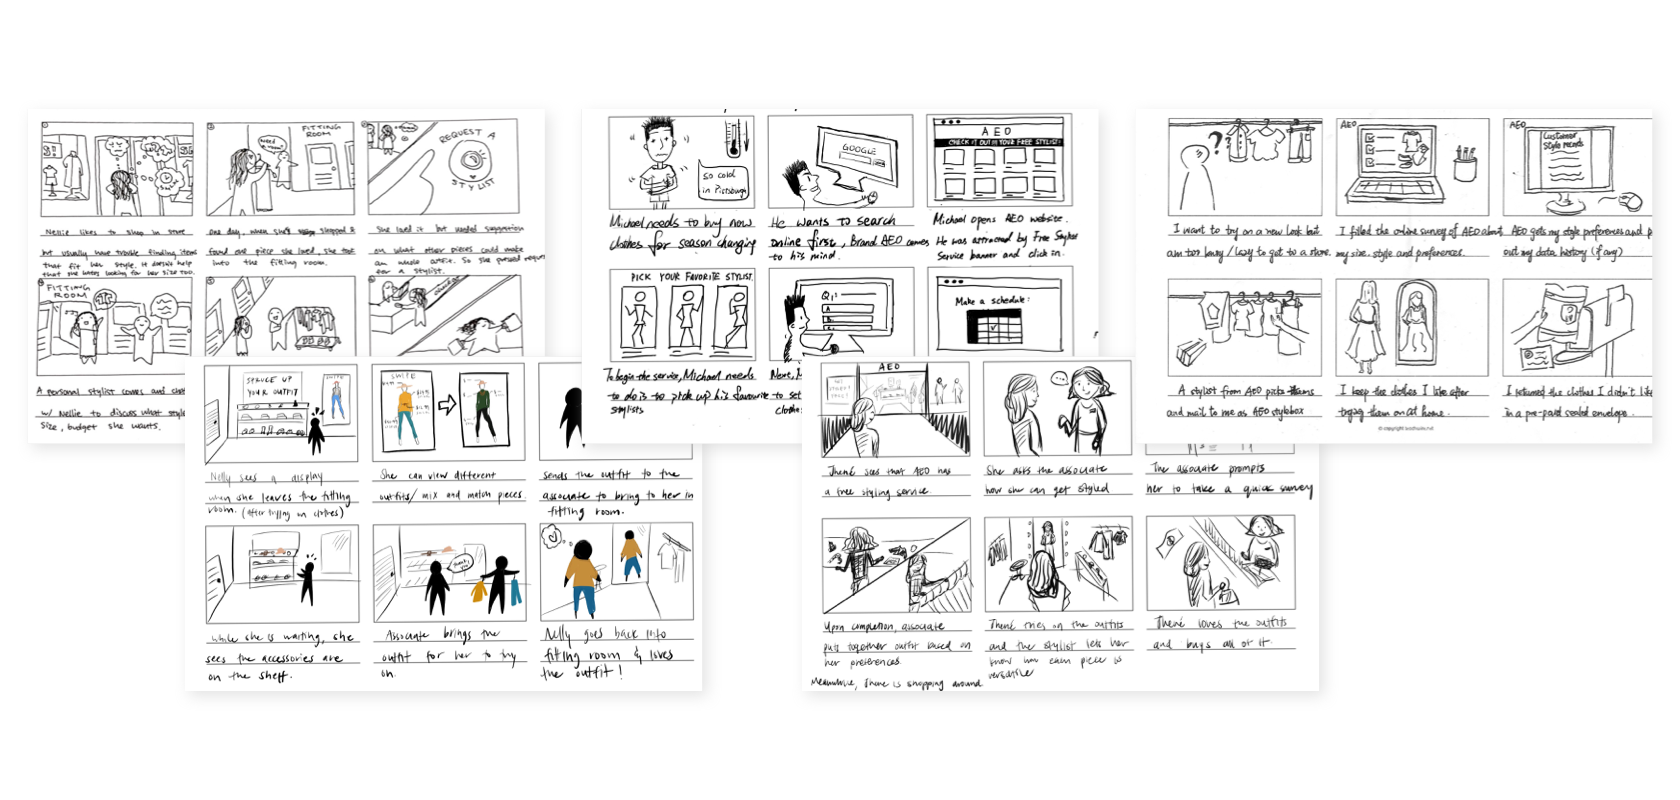 FITTING
ROOM
Need
a room?
REQUEST A
STYLIST
Nellie likes to shop in store
but usually have trouble finding items
that fit her style. It doesn't help
that she hates looking for her size too.
One day, when she's shopped &
found one piece she loved, she took
into the fitting room.
She loved it but needed suggestion
on what other pieces could make
an whole outfit. So she pressed request
for a stylist.
FITTING
ROOM
A personal stylist comes and
w/ Nellie to discuss what style
size, budget she wants.
So cold
in Pittsburgh
GOOGLE
AEO
CHECK IT OUT! YOUR FREE STYLIST
Michael needs to buy new
clothes for season changing
He wants to search
online first, Brand AEO comes
to his mind.
Michael opens AEO website.
He was attracted by Free Stylist
Service banner and click in.
PICK YOUR FAVORITE STYLIST
Q1:
A
B
Make a schedule:
To begin the service, Michael needs
to do is to pick up his favourite
stylists
Next, M
to set
clothe
AEO
AEO
Customer
Style records
I want to try on a new look but
am too busy / lazy to got to a store.
I filled the online survey of AEO about
my size, style and preferences.
AEO gets my style preferences and p
out my data history (if any)
A stylist from AEO picks items
and mail to me as AEO stylebox
I keep the clothes I like after
trying them on at home.
I returned the clothes I didn't like
in a pre-paid sealed envelope.
SPRUCE UP
YOUR OUTFIT!
SWIPE
Nelly sees a display
when she leaves the fitting
room. (after trying on clothes)
She can view different
outfits/ mix and match pieces.
sends the outfit to the
associate to bring to her in
fitting room.
While she is waiting, she
sees the accessories are
on the shelf.
Associate brings the
outfit for her to try
on.
Nelly goes back into
fitting room & loves
the outfit!
AEO
Thené sees that AEO has
a free styling service.
She asks the associate
how she can get styled
The associate prompts
her to take a quick survey
Upon completion, associate
puts together outfit based on
her preferences.
Meanwhile, Thené is shopping around
Thené tries on the outfits
and the stylist lets her
know how each piece is
versatile
Thené loves the outfits
and buys all of it.